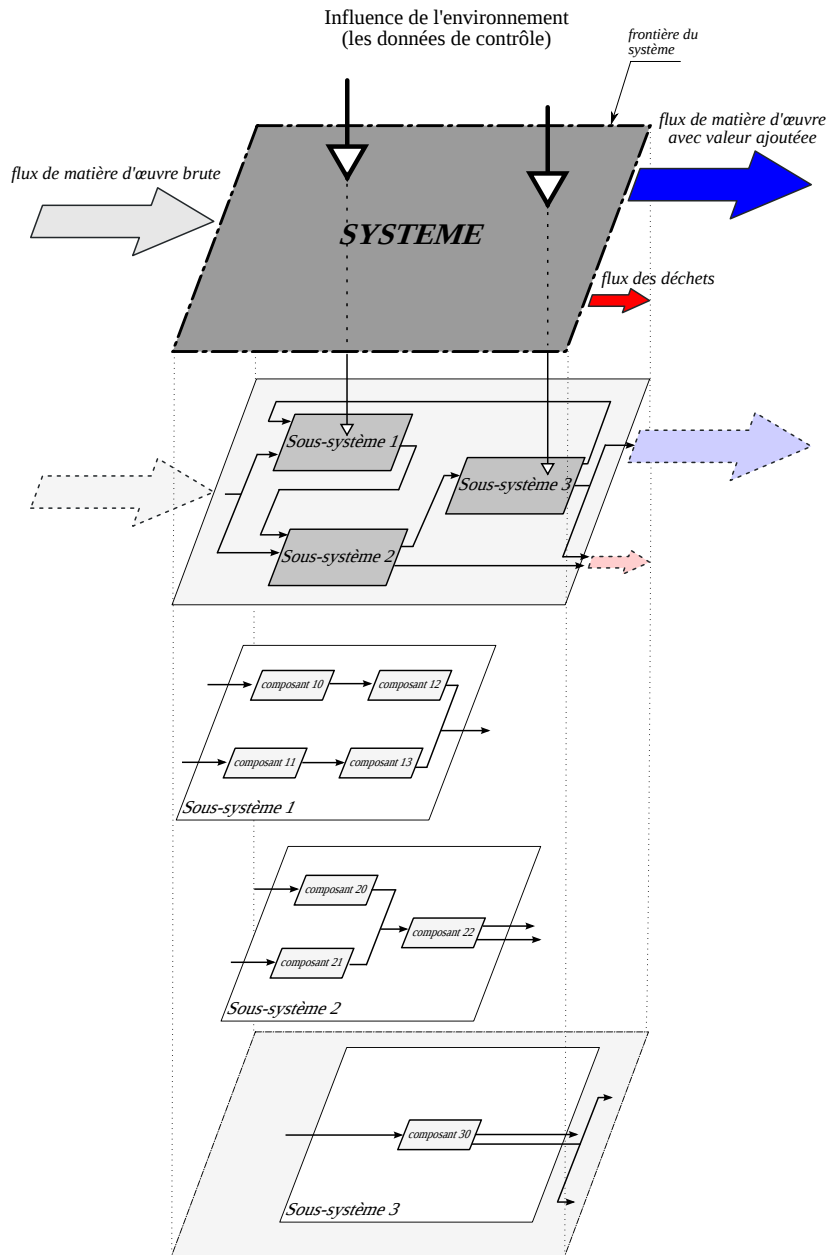 Influence de l'environnement
(les données de contrôle)
frontière du
système
flux de matière d'œuvre
avec valeur ajoutéee
flux de matière d'œuvre brute
SYSTEME
flux des déchets
Sous-système 1
Sous-système 3
Sous-système 2
composant 10
composant 12
composant 11
composant 13
Sous-système 1
composant 20
composant 22
composant 21
Sous-système 2
composant 30
Sous-système 3